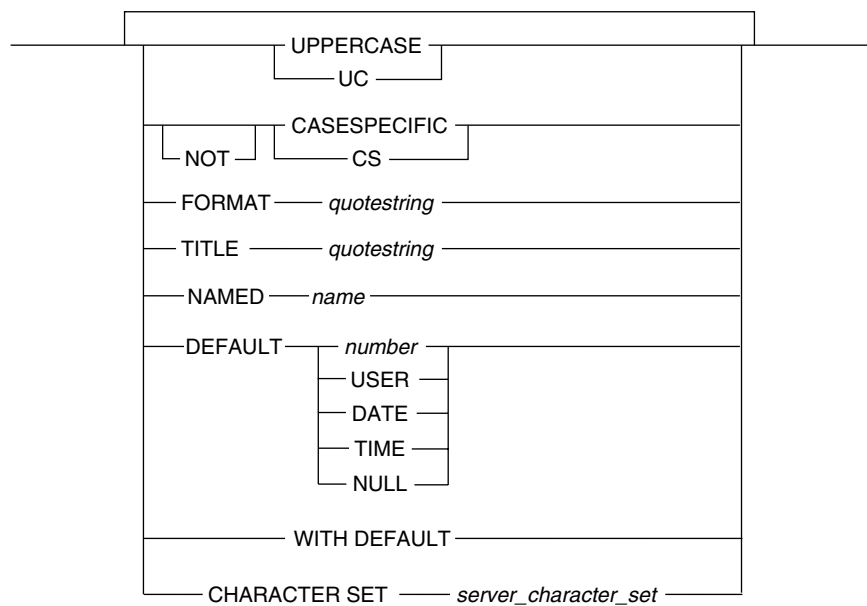 UPPERCASE
UC
CASESPECIFIC
NOT CS
FORMAT quotestring
TITLE quotestring
NAMED name
DEFAULT number
USER
DATE
TIME
NULL
WITH DEFAULT
CHARACTER SET server_character_set